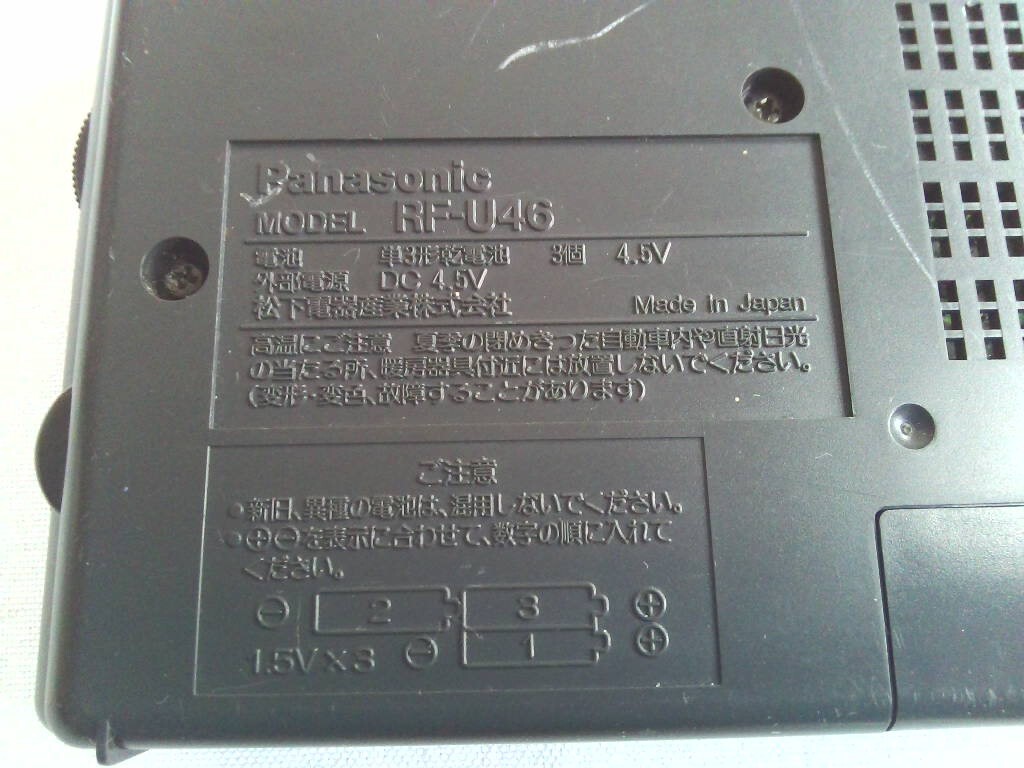 Panasonic
MODEL RF-U46
電池 単3形乾電池 3個 4.5V
外部電源 DC 4.5V
松下電器産業株式会社 Made in Japan
高温にご注意 夏季の閉めきった自動車内や直射日光
の当たる所、暖房器具付近には放置しないでください。
(変形・変色、故障することがあります)
ご注意
●新旧、異種の電池は、混用しないでください。
●⊕⊖を表示に合わせて、数字の順に入れて
ください。
⊖ 2 3 ⊕
1.5V×3 ⊖ 1 ⊕